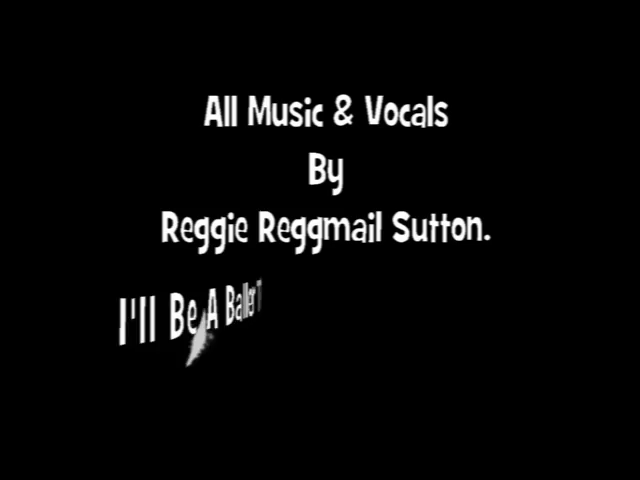 All Music & Vocals
By
Reggie Reggmail Sutton.
I'll Be A Baller